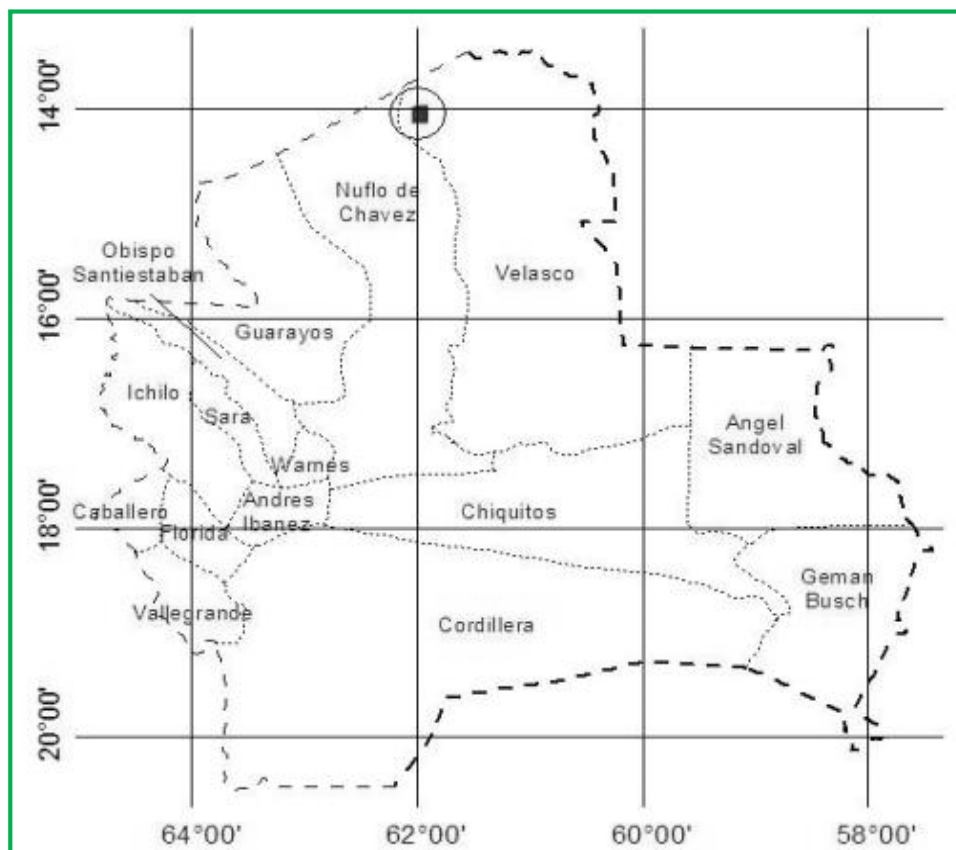 14°00'
Nuflo de
Chavez
Obispo
Santiestaban
Velasco
16°00'
Guarayos
Ichilo
Sara
Angel
Sandoval
Warnes
Andres
Ibanez
Chiquitos
Caballero
Florida
18°00'
Geman
Busch
Vallegrande
Cordillera
20°00'
64°00'
62°00'
60°00'
58°00'